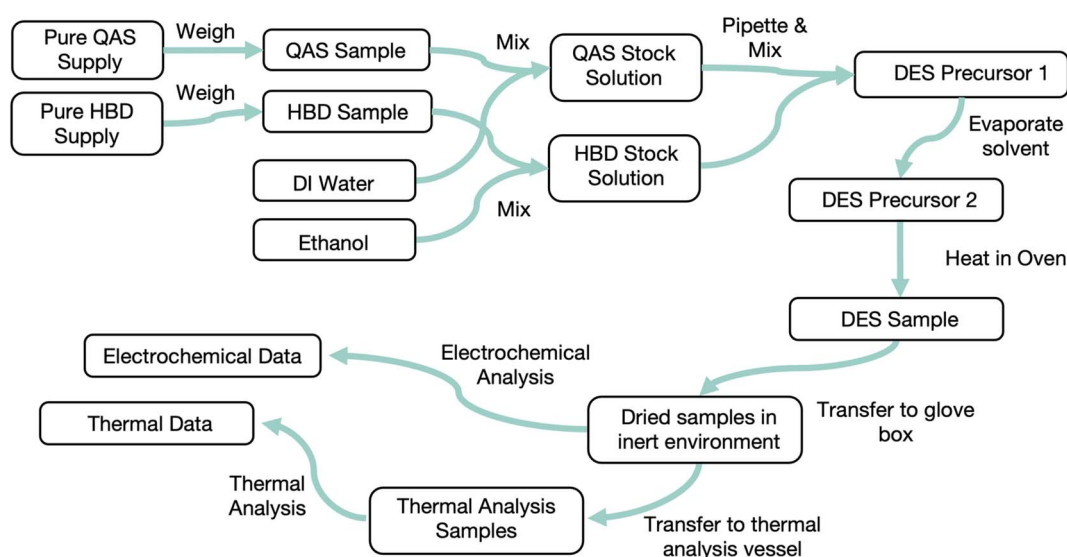 Pure QAS
Supply
Weigh
QAS Sample
Mix
QAS Stock
Solution
Pipette &
Mix
DES Precursor 1
Pure HBD
Supply
Weigh
HBD Sample
DI Water
Ethanol
Mix
HBD Stock
Solution
Evaporate
solvent
DES Precursor 2
Heat in Oven
DES Sample
Electrochemical Data
Electrochemical
Analysis
Dried samples in
inert environment
Transfer to glove
box
Thermal Data
Thermal
Analysis
Thermal Analysis
Samples
Transfer to thermal
analysis vessel